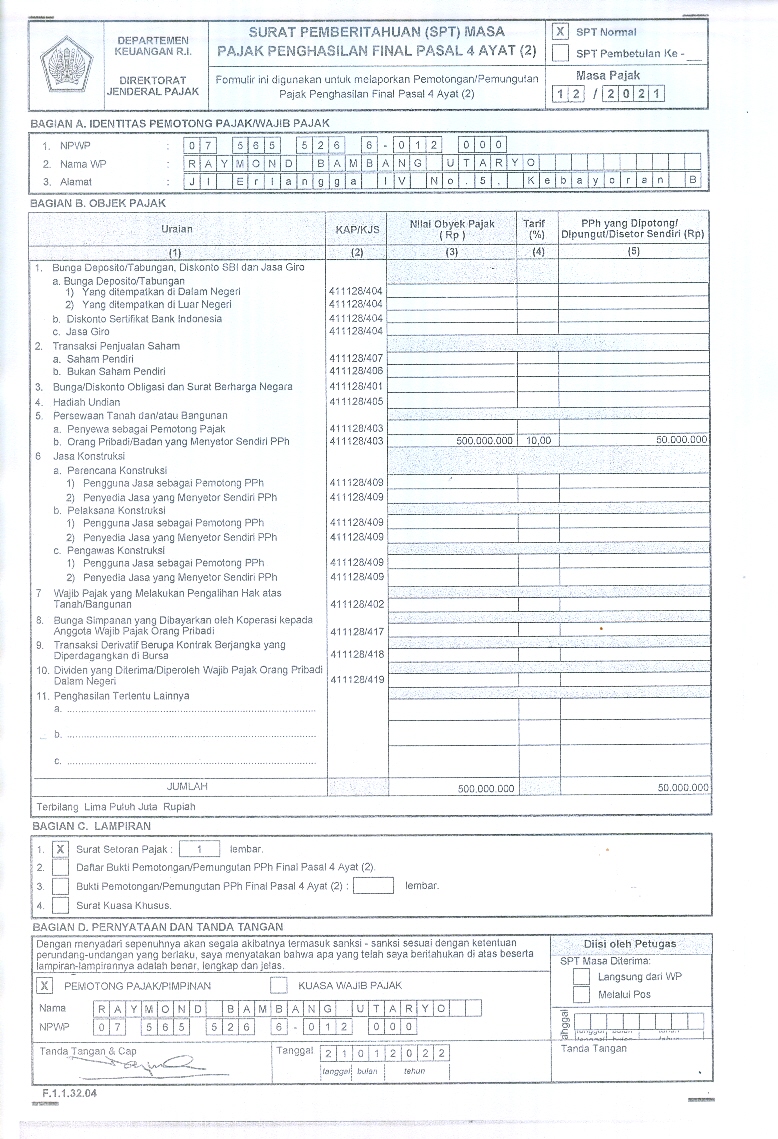 DEPARTEMEN
KEUANGAN R.I.
DIREKTORAT
JENDERAL PAJAK
SURAT PEMBERITAHUAN (SPT) MASA
PAJAK PENGHASILAN FINAL PASAL 4 AYAT (2)
Formulir ini digunakan untuk melaporkan Pemotongan/Pemungutan
Pajak Penghasilan Final Pasal 4 Ayat (2)
X SPT Normal
SPT Pembetulan Ke - __
Masa Pajak
1 2 / 2 0 2 1
BAGIAN A. IDENTITAS PEMOTONG PAJAK/WAJIB PAJAK
1. NPWP : 0 7 5 6 5 5 2 6 6 - 0 1 2 0 0 0
2. Nama WP : R A Y M O N D B A M B A N G U T A R Y O
3. Alamat : J l E r l a n g g a I V N o . 5 . K e b a y o r a n B
BAGIAN B. OBJEK PAJAK
Uraian KAP/KJS Nilai Obyek Pajak ( Rp ) Tarif (%) PPh yang Dipotong/ Dipungut/Disetor Sendiri (Rp)
(1) (2) (3) (4) (5)
1. Bunga Deposito/Tabungan, Diskonto SBI dan Jasa Giro
a. Bunga Deposito/Tabungan
1) Yang ditempatkan di Dalam Negeri 411128/404
2) Yang ditempatkan di Luar Negeri 411128/404
b. Diskonto Sertifikat Bank Indonesia 411128/404
c. Jasa Giro 411128/404
2. Transaksi Penjualan Saham
a. Saham Pendiri 411128/407
b. Bukan Saham Pendiri 411128/406
3. Bunga/Diskonto Obligasi dan Surat Berharga Negara 411128/401
4. Hadiah Undian 411128/405
5. Persewaan Tanah dan/atau Bangunan
a. Penyewa sebagai Pemotong Pajak 411128/403
b. Orang Pribadi/Badan yang Menyetor Sendiri PPh 411128/403 500.000.000 10,00 50.000.000
6 Jasa Konstruksi
a. Perencana Konstruksi
1) Pengguna Jasa sebagai Pemotong PPh 411128/409
2) Penyedia Jasa yang Menyetor Sendiri PPh 411128/409
b. Pelaksana Konstruksi
1) Pengguna Jasa sebagai Pemotong PPh 411128/409
2) Penyedia Jasa yang Menyetor Sendiri PPh 411128/409
c. Pengawas Konstruksi
1) Pengguna Jasa sebagai Pemotong PPh 411128/409
2) Penyedia Jasa yang Menyetor Sendiri PPh 411128/409
7 Wajib Pajak yang Melakukan Pengalihan Hak atas
Tanah/Bangunan 411128/402
8. Bunga Simpanan yang Dibayarkan oleh Koperasi kepada
Anggota Wajib Pajak Orang Pribadi 411128/417
9. Transaksi Derivatif Berupa Kontrak Berjangka yang
Diperdagangkan di Bursa 411128/418
10. Dividen yang Diterima/Diperoleh Wajib Pajak Orang Pribadi
Dalam Negeri 411128/419
11. Penghasilan Tertentu Lainnya
a. ....................
b. ....................
c. ....................
JUMLAH 500.000.000 50.000.000
Terbilang Lima Puluh Juta Rupiah
BAGIAN C. LAMPIRAN
1. X Surat Setoran Pajak : 1 lembar.
2. Daftar Bukti Pemotongan/Pemungutan PPh Final Pasal 4 Ayat (2).
3. Bukti Pemotongan/Pemungutan PPh Final Pasal 4 Ayat (2) : lembar.
4. Surat Kuasa Khusus.
BAGIAN D. PERNYATAAN DAN TANDA TANGAN
Dengan menyadari sepenuhnya akan segala akibatnya termasuk sanksi - sanksi sesuai dengan ketentuan
perundang-undangan yang berlaku, saya menyatakan bahwa apa yang telah saya beritahukan di atas beserta
lampiran-lampirannya adalah benar, lengkap dan jelas.
X PEMOTONG PAJAK/PIMPINAN KUASA WAJIB PAJAK
Nama R A Y M O N D B A M B A N G U T A R Y O
NPWP 0 7 5 6 5 5 2 6 6 - 0 1 2 0 0 0
Tanda Tangan & Cap
Tanggal 2 1 0 1 2 0 2 2
tanggal bulan tahun
Diisi oleh Petugas
SPT Masa Diterima:
Langsung dari WP
Melalui Pos
tanggal bulan tahun
Tanda Tangan
F.1.1.32.04